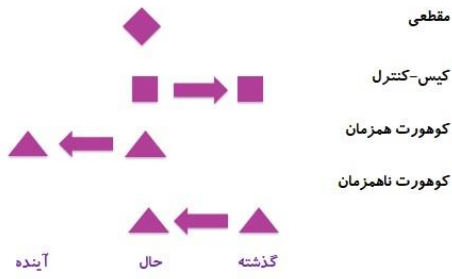 مقطعی
کیس-کنترل
کوهورت همزمان
کوهورت ناهمزمان
گذشته حال آینده